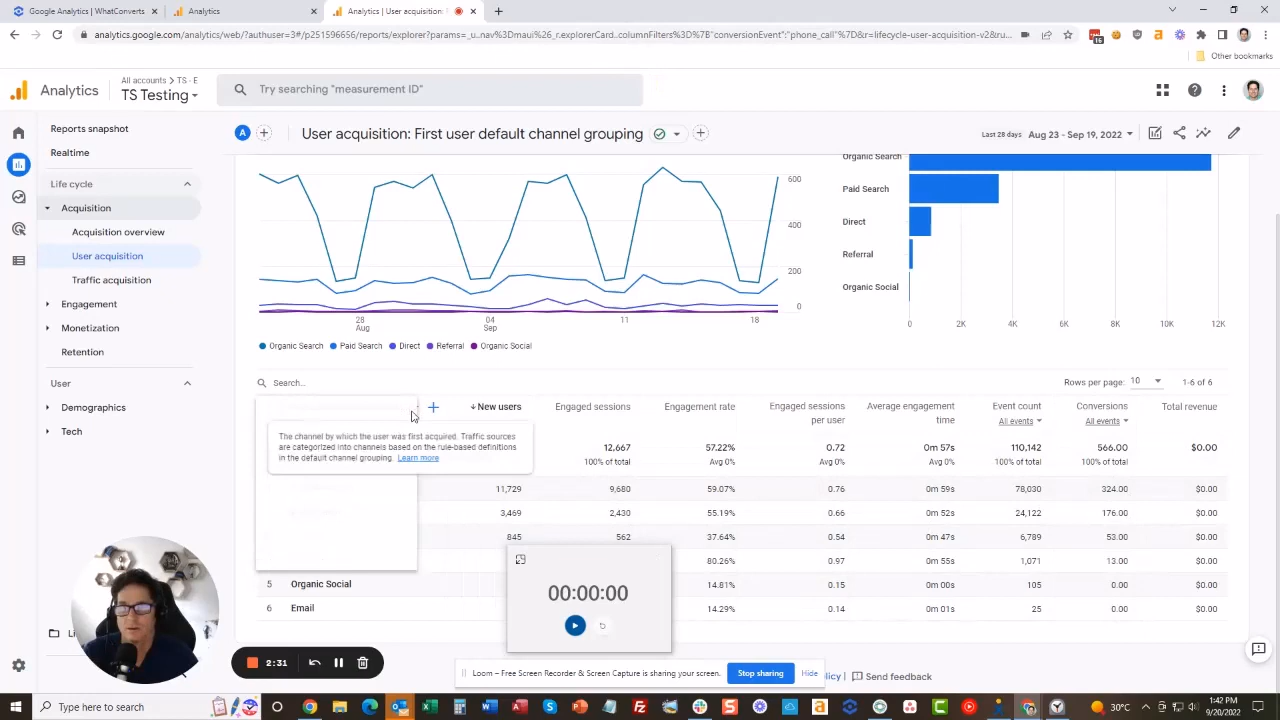 Google Analytics | WhatConverts
Analytics
Analytics | User acquisition:
analytics.google.com/analytics/web/?authuser=3#/p251596656/reports/explorer?params=_u..nav%3Dmaui%26_r.explorerCard.columnFilters%3D%7B"conversionEvent":"phone_call"%7D&r=lifecycle-user-acquisition-v2&ru...
Other bookmarks
Analytics
All accounts > TS - E
TS Testing
Try searching "measurement ID"
Reports snapshot
Realtime
Life cycle
Acquisition
Acquisition overview
User acquisition
Traffic acquisition
Engagement
Monetization
Retention
User
Demographics
Tech
A
User acquisition: First user default channel grouping
Last 28 days Aug 23 - Sep 19, 2022
600
400
200
0
28
Aug
04
Sep
11
18
Organic Search
Paid Search
Direct
Referral
Organic Social
Organic Search
Paid Search
Direct
Referral
Organic Social
0 2K 4K 6K 8K 10K 12K
Search...
Rows per page: 10 1-6 of 6
New users Engaged sessions Engagement rate Engaged sessions per user Average engagement time Event count All events Conversions All events Total revenue
The channel by which the user was first acquired. Traffic sources
are categorized into channels based on the rule-based definitions
in the default channel grouping. Learn more
12,667 57.22% 0.72 0m 57s 110,142 566.00 $0.00
100% of total Avg 0% Avg 0% Avg 0% 100% of total 100% of total
11,729 9,680 59.07% 0.76 0m 59s 78,030 324.00 $0.00
3,469 2,430 55.19% 0.66 0m 52s 24,122 176.00 $0.00
845 562 37.64% 0.54 0m 47s 6,789 53.00 $0.00
80.26% 0.97 0m 55s 1,071 13.00 $0.00
5 Organic Social 14.81% 0.15 0m 00s 105 0.00 $0.00
6 Email 14.29% 0.14 0m 01s 25 0.00 $0.00
00:00:00
2:31
Loom – Free Screen Recorder & Screen Capture is sharing your screen. Stop sharing Hide
Send feedback
Type here to search
30°C
1:42 PM
9/20/2022